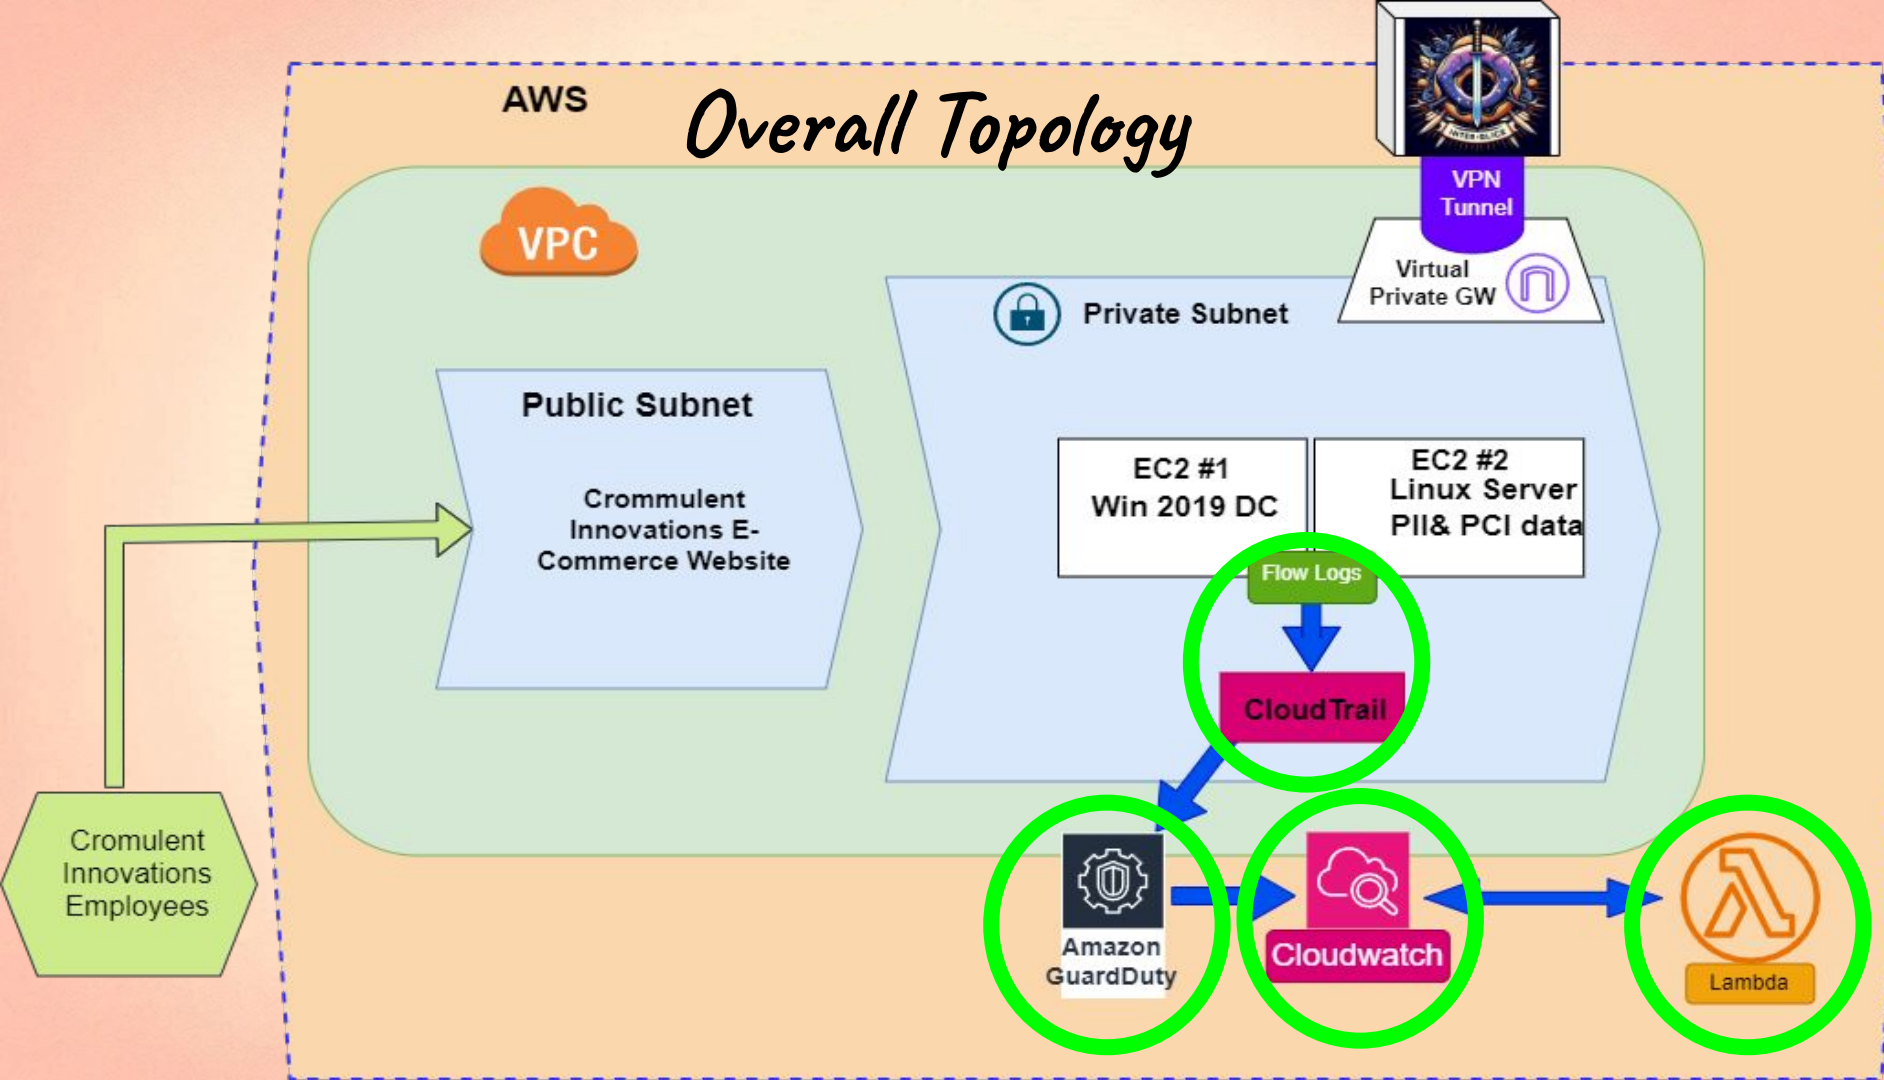 AWS
Overall Topology
INTER-SLICE
VPN
Tunnel
VPC
Virtual
Private GW
Private Subnet
Public Subnet
Crommulent
Innovations E-
Commerce Website
EC2 #1
Win 2019 DC
EC2 #2
Linux Server
PII& PCI data
Flow Logs
CloudTrail
Cromulent
Innovations
Employees
Amazon
GuardDuty
Cloudwatch
Lambda